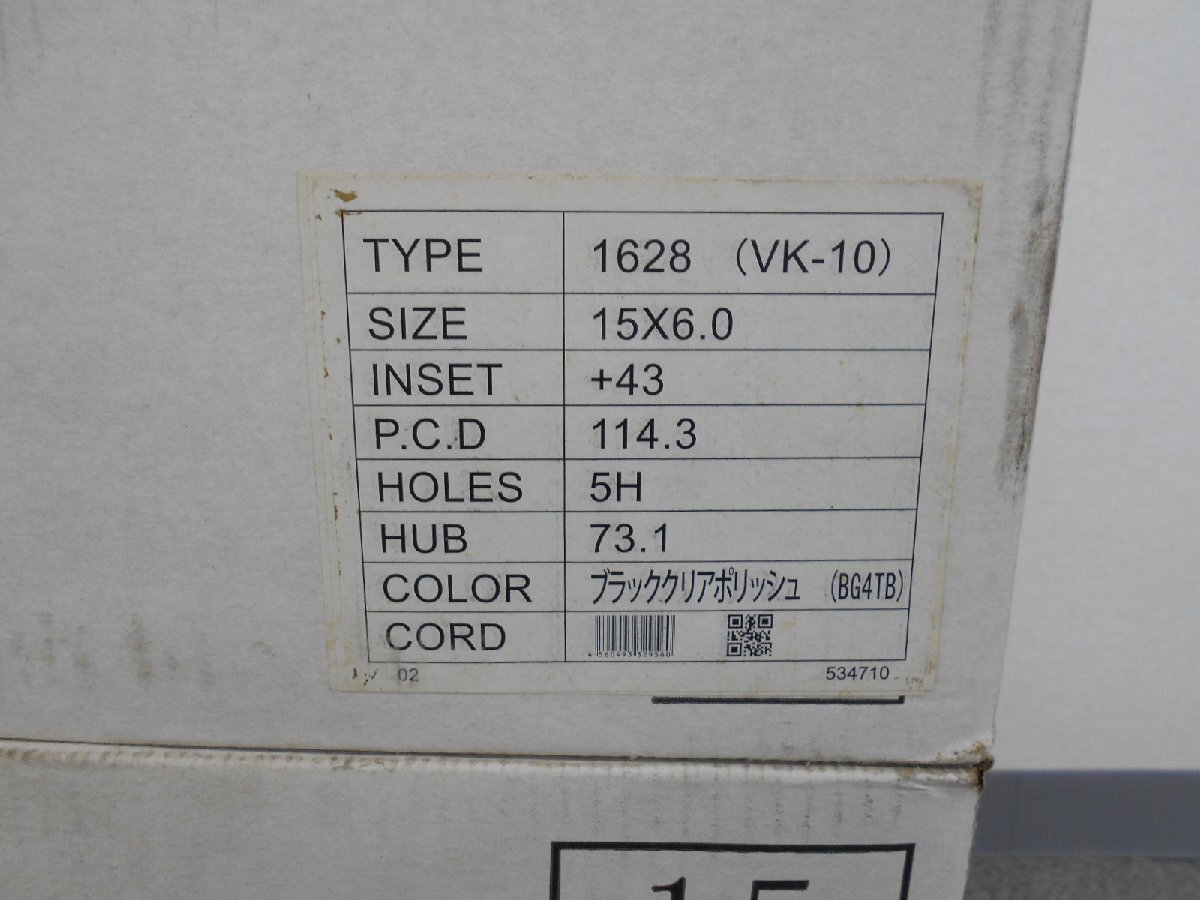 TYPE 1628 （VK-10）
SIZE 15X6.0
INSET +43
P.C.D 114.3
HOLES 5H
HUB 73.1
COLOR ブラッククリアポリッシュ （BG4TB）
CORD
02 534710
15